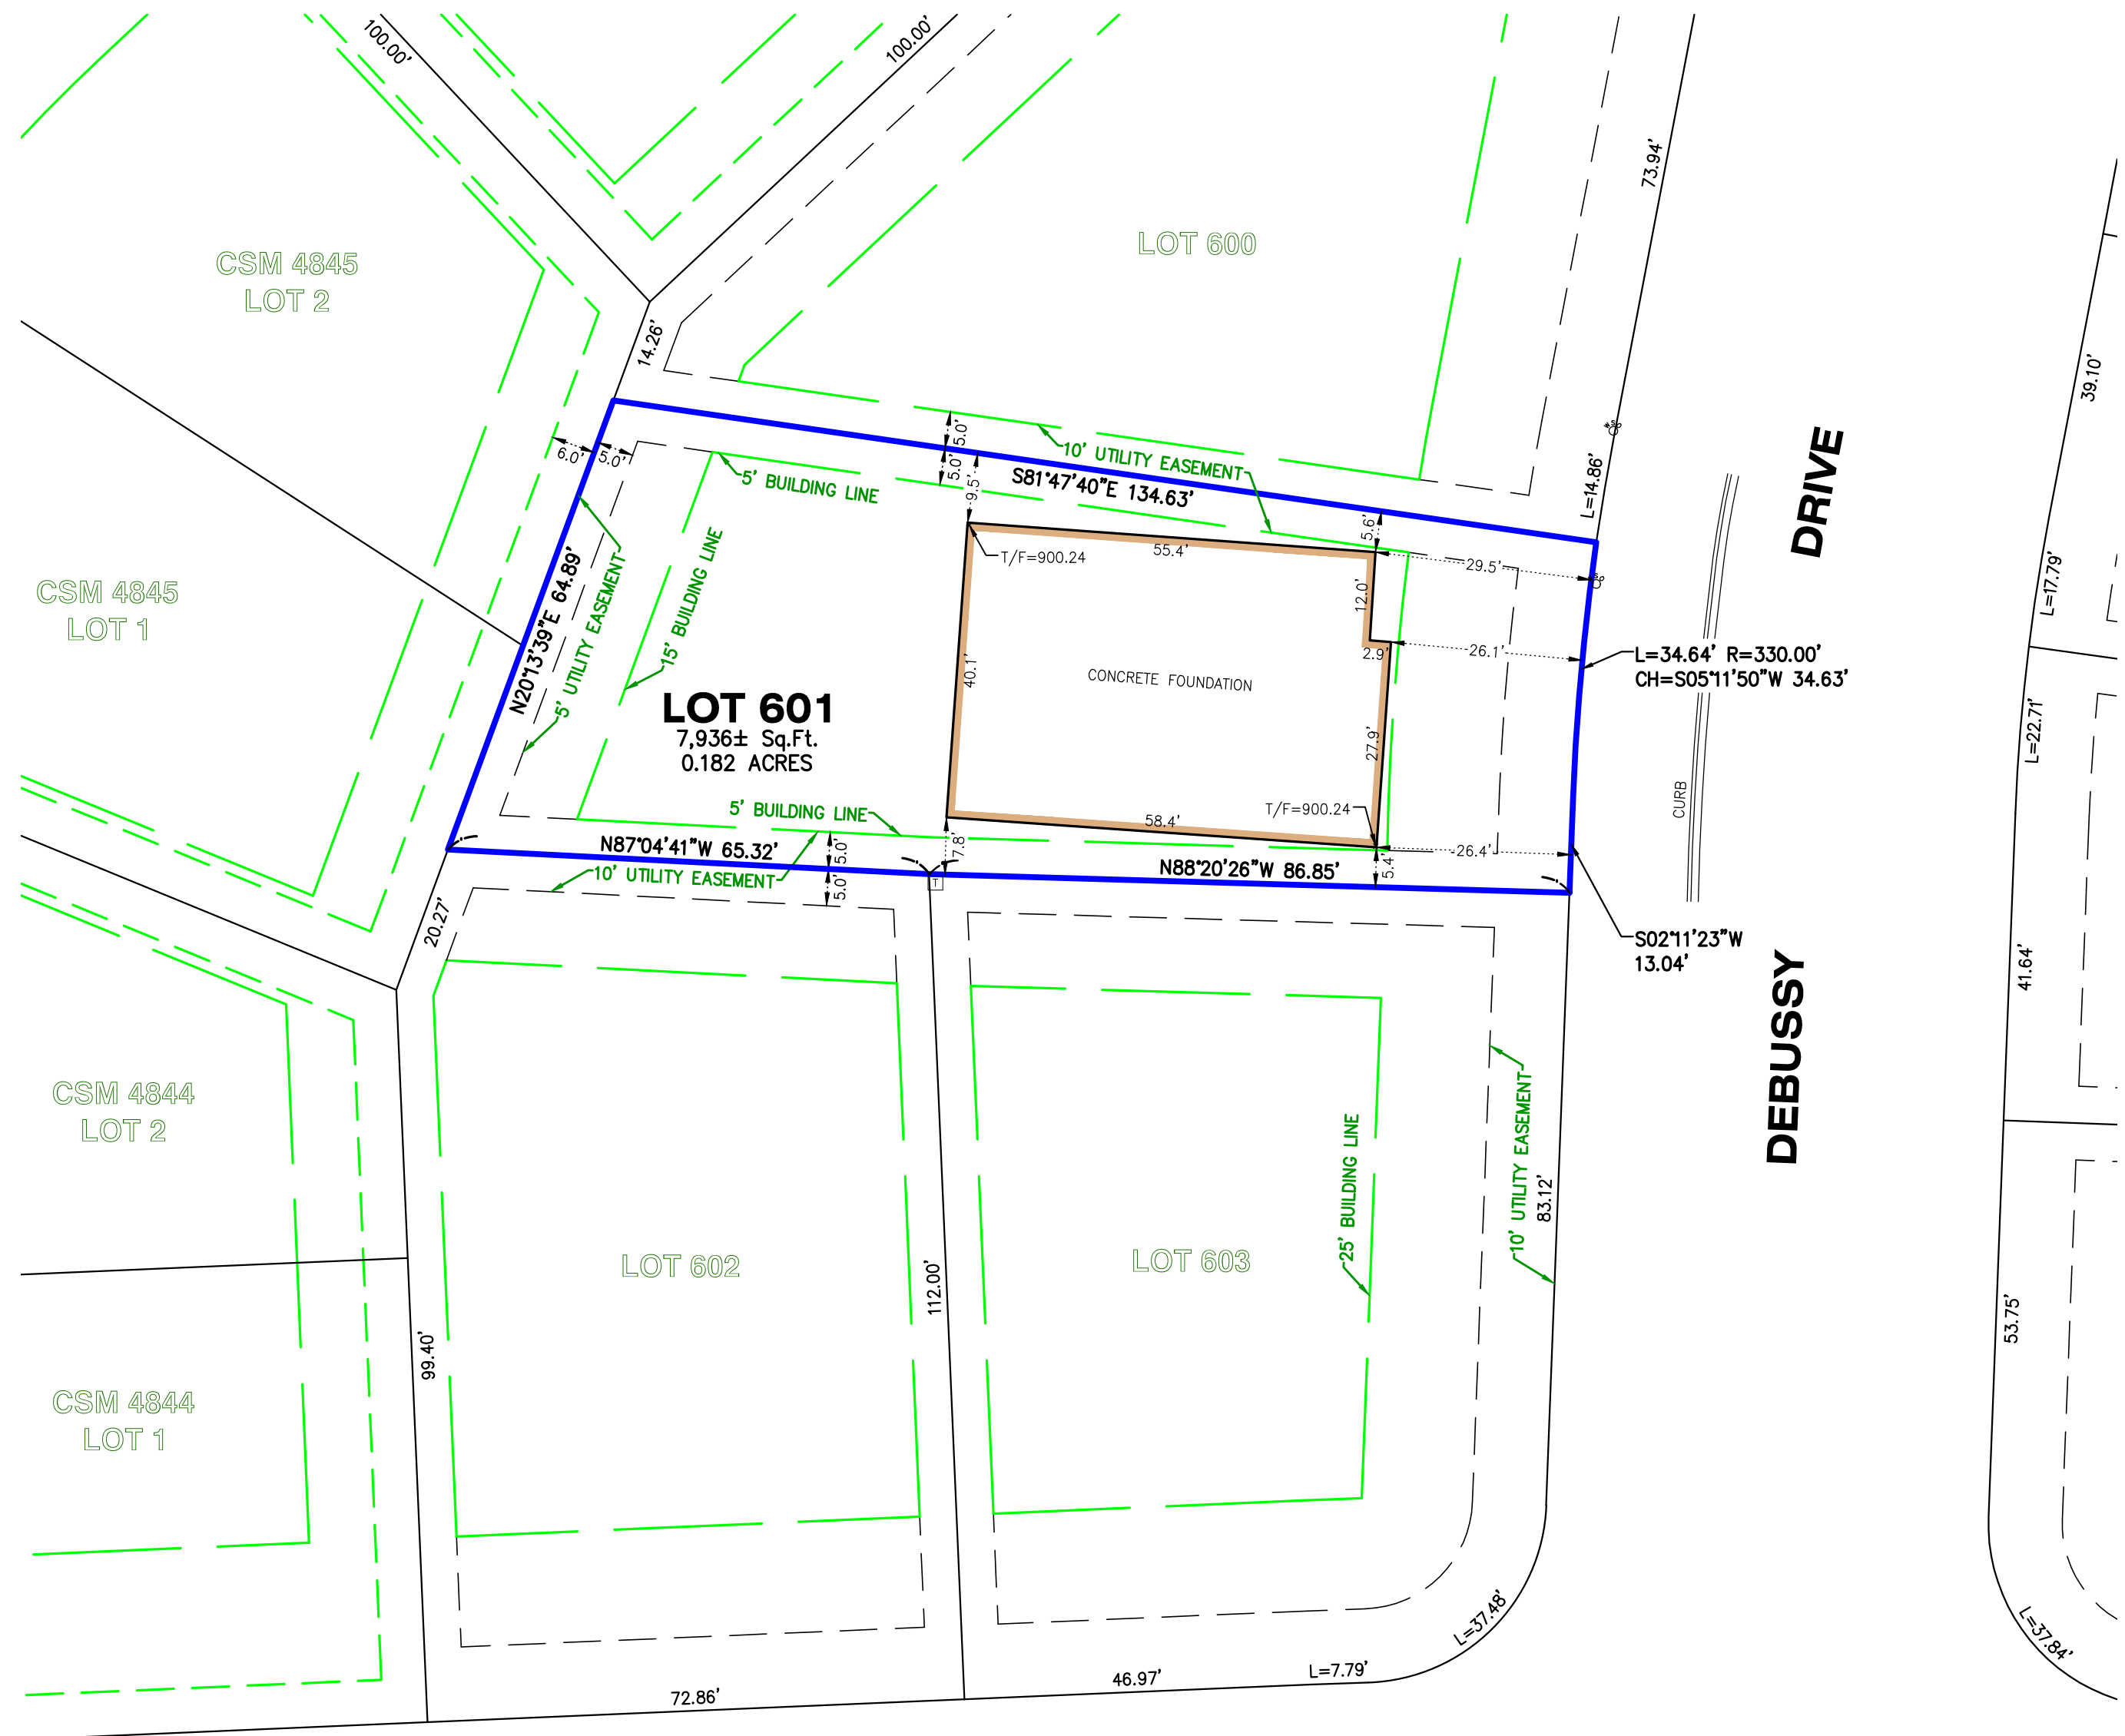 100.00'
100.00'
73.94'
LOT 600
CSM 4845
LOT 2
14.26'
39.10'
DRIVE
6.0'
5.0'
5.0'
5.0'
9.5'
10' UTILITY EASEMENT
S81°47'40"E 134.63'
5' BUILDING LINE
L=14.86'
5.6'
T/F=900.24
55.4'
29.5'
12.0'
CSM 4845
LOT 1
N20°13'39"E 64.89'
5' UTILITY EASEMENT
15' BUILDING LINE
L=17.79'
2.9'
26.1'
40.1'
CONCRETE FOUNDATION
L=34.64' R=330.00'
CH=S05°11'50"W 34.63'
LOT 601
7,936± Sq.Ft.
0.182 ACRES
27.9'
L=22.71'
CURB
5' BUILDING LINE
T/F=900.24
58.4'
7.8'
N87°04'41"W 65.32'
5.0'
5.0'
10' UTILITY EASEMENT
T
N88°20'26"W 86.85'
26.4'
5.4'
20.27'
S02°11'23"W
13.04'
41.64'
DEBUSSY
CSM 4844
LOT 2
25' BUILDING LINE
10' UTILITY EASEMENT
83.12'
LOT 602
LOT 603
112.00'
99.40'
53.75'
CSM 4844
LOT 1
L=37.48'
L=37.84'
72.86'
46.97'
L=7.79'